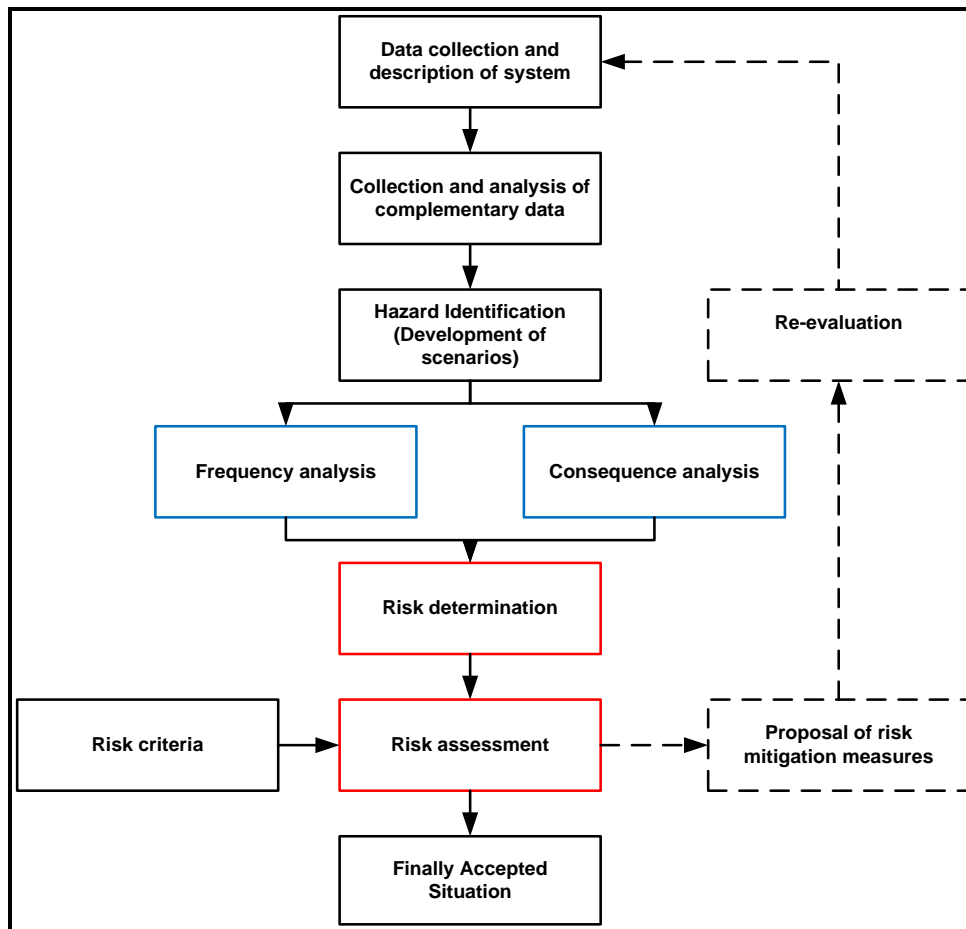 Data collection and
description of system
Collection and analysis of
complementary data
Hazard Identification
(Development of
scenarios)
Re-evaluation
Frequency analysis
Consequence analysis
Risk determination
Risk criteria
Risk assessment
Proposal of risk
mitigation measures
Finally Accepted
Situation